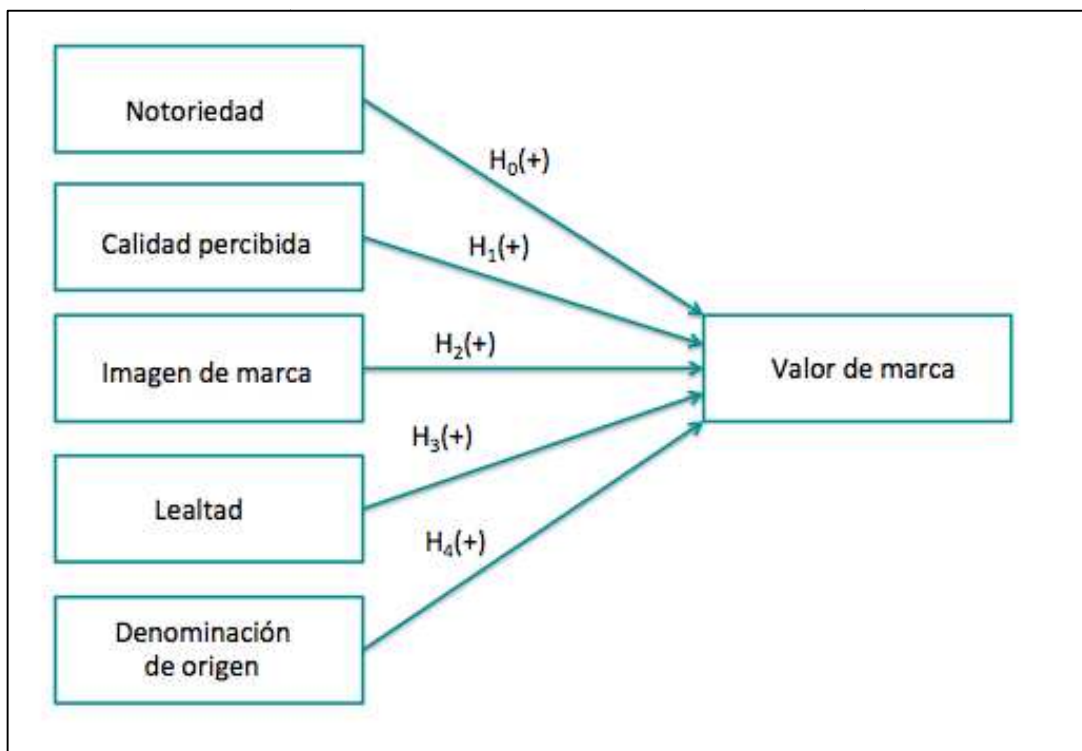 Notoriedad
H₀(+)
Calidad percibida
H₁(+)
Imagen de marca
H₂(+)
Valor de marca
Lealtad
H₃(+)
Denominación
de origen
H₄(+)